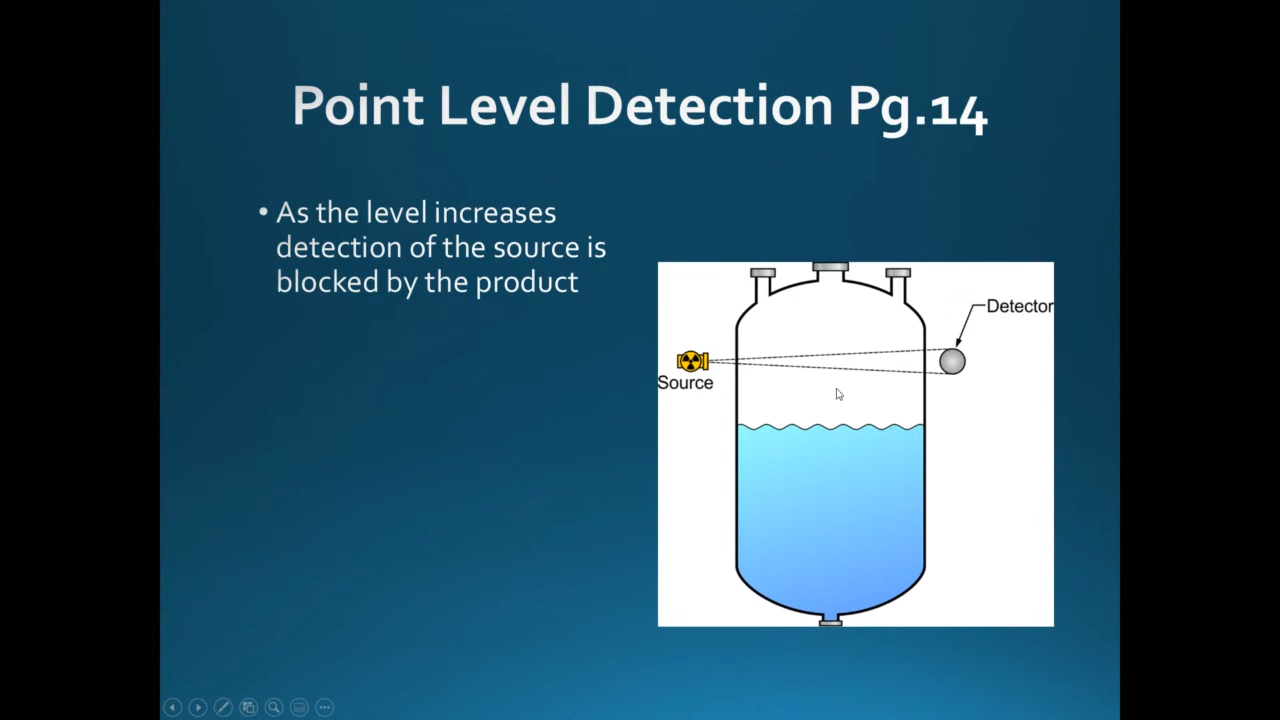 Point Level Detection Pg.14
• As the level increases
detection of the source is
blocked by the product
Detector
Source